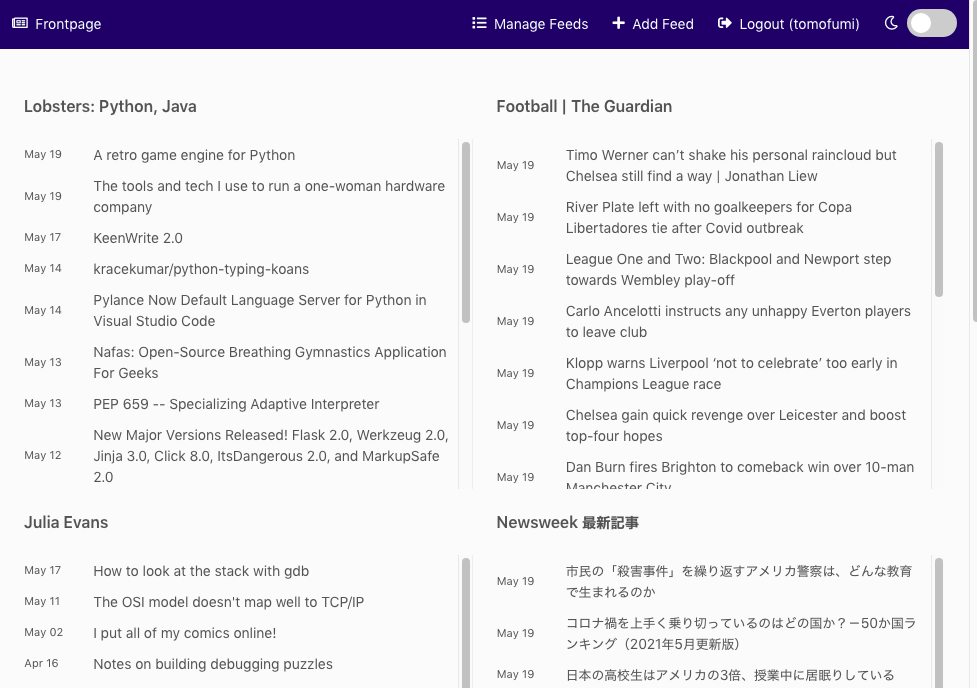 Frontpage
Manage Feeds
Add Feed
Logout (tomofumi)
Lobsters: Python, Java
May 19
A retro game engine for Python
May 19
The tools and tech I use to run a one-woman hardware
company
May 17
KeenWrite 2.0
May 14
kracekumar/python-typing-koans
May 14
Pylance Now Default Language Server for Python in
Visual Studio Code
May 13
Nafas: Open-Source Breathing Gymnastics Application
For Geeks
May 13
PEP 659 -- Specializing Adaptive Interpreter
May 12
New Major Versions Released! Flask 2.0, Werkzeug 2.0,
Jinja 3.0, Click 8.0, ItsDangerous 2.0, and MarkupSafe
2.0
Football | The Guardian
May 19
Timo Werner can’t shake his personal raincloud but
Chelsea still find a way | Jonathan Liew
May 19
River Plate left with no goalkeepers for Copa
Libertadores tie after Covid outbreak
May 19
League One and Two: Blackpool and Newport step
towards Wembley play-off
May 19
Carlo Ancelotti instructs any unhappy Everton players
to leave club
May 19
Klopp warns Liverpool ‘not to celebrate’ too early in
Champions League race
May 19
Chelsea gain quick revenge over Leicester and boost
top-four hopes
May 19
Dan Burn fires Brighton to comeback win over 10-man
Manchester City
Julia Evans
May 17
How to look at the stack with gdb
May 11
The OSI model doesn't map well to TCP/IP
May 02
I put all of my comics online!
Apr 16
Notes on building debugging puzzles
Newsweek 最新記事
May 19
市民の「殺害事件」を繰り返すアメリカ警察は、どんな教育
で生まれるのか
May 19
コロナ禍を上手く乗り切っているのはどの国か？－50か国ラ
ンキング（2021年5月更新版）
May 19
日本の高校生はアメリカの3倍、授業中に居眠りしている